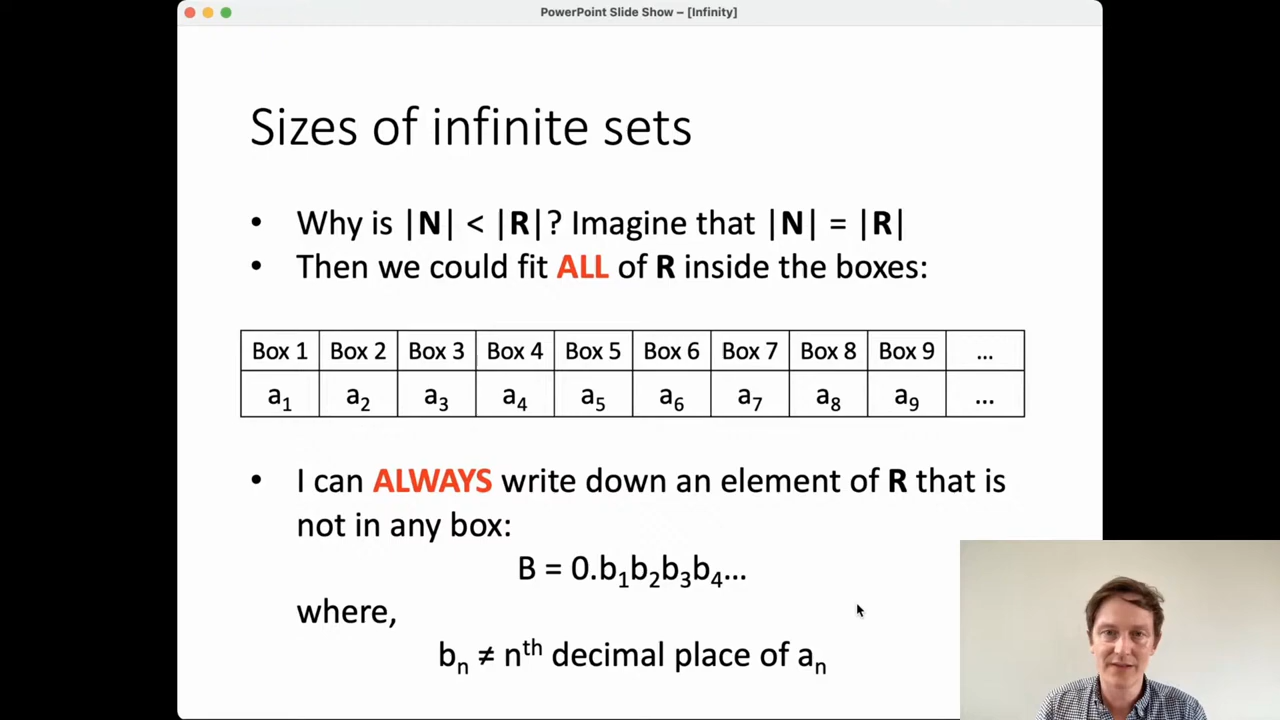 PowerPoint Slide Show – [Infinity]
Sizes of infinite sets
• Why is |N| < |R|? Imagine that |N| = |R|
• Then we could fit ALL of R inside the boxes:
Box 1 Box 2 Box 3 Box 4 Box 5 Box 6 Box 7 Box 8 Box 9 ...
a₁ a₂ a₃ a₄ a₅ a₆ a₇ a₈ a₉ ...
• I can ALWAYS write down an element of R that is
not in any box:
B = 0.b₁b₂b₃b₄...
where,
bₙ ≠ nᵗʰ decimal place of aₙ